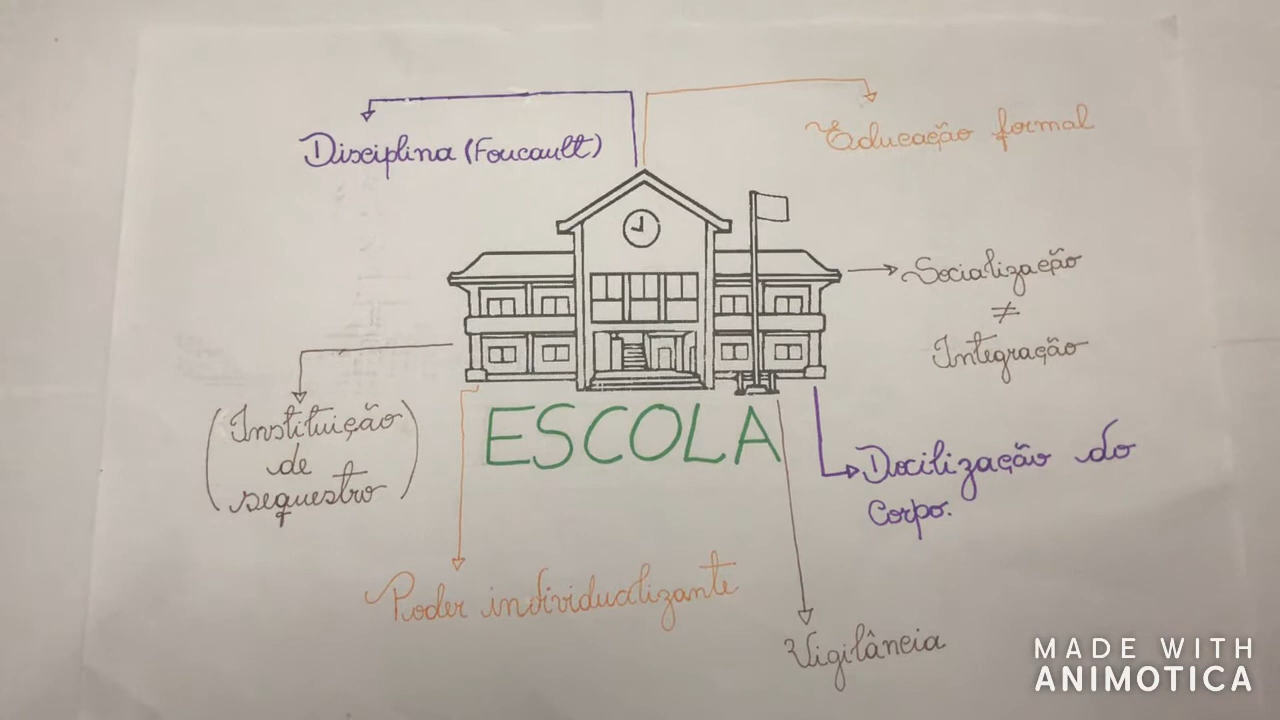 Disciplina (Foucault)
Educação formal
Socialização
≠
Integração
(Instituição
de
sequestro)
ESCOLA
Docilização do
corpo.
Poder individualizante
Vigilância
MADE WITH
ANIMOTICA